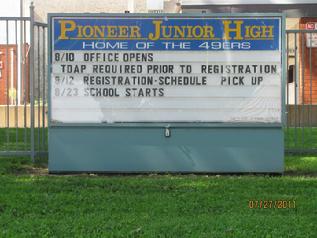 PIONEER JUNIOR HIGH
HOME OF THE 49ERS
8/10 OFFICE OPENS
TDAP REQUIRED PRIOR TO REGISTRATION
8/12 REGISTRATION-SCHEDULE PICK UP
8/23 SCHOOL STARTS
07/27/2011